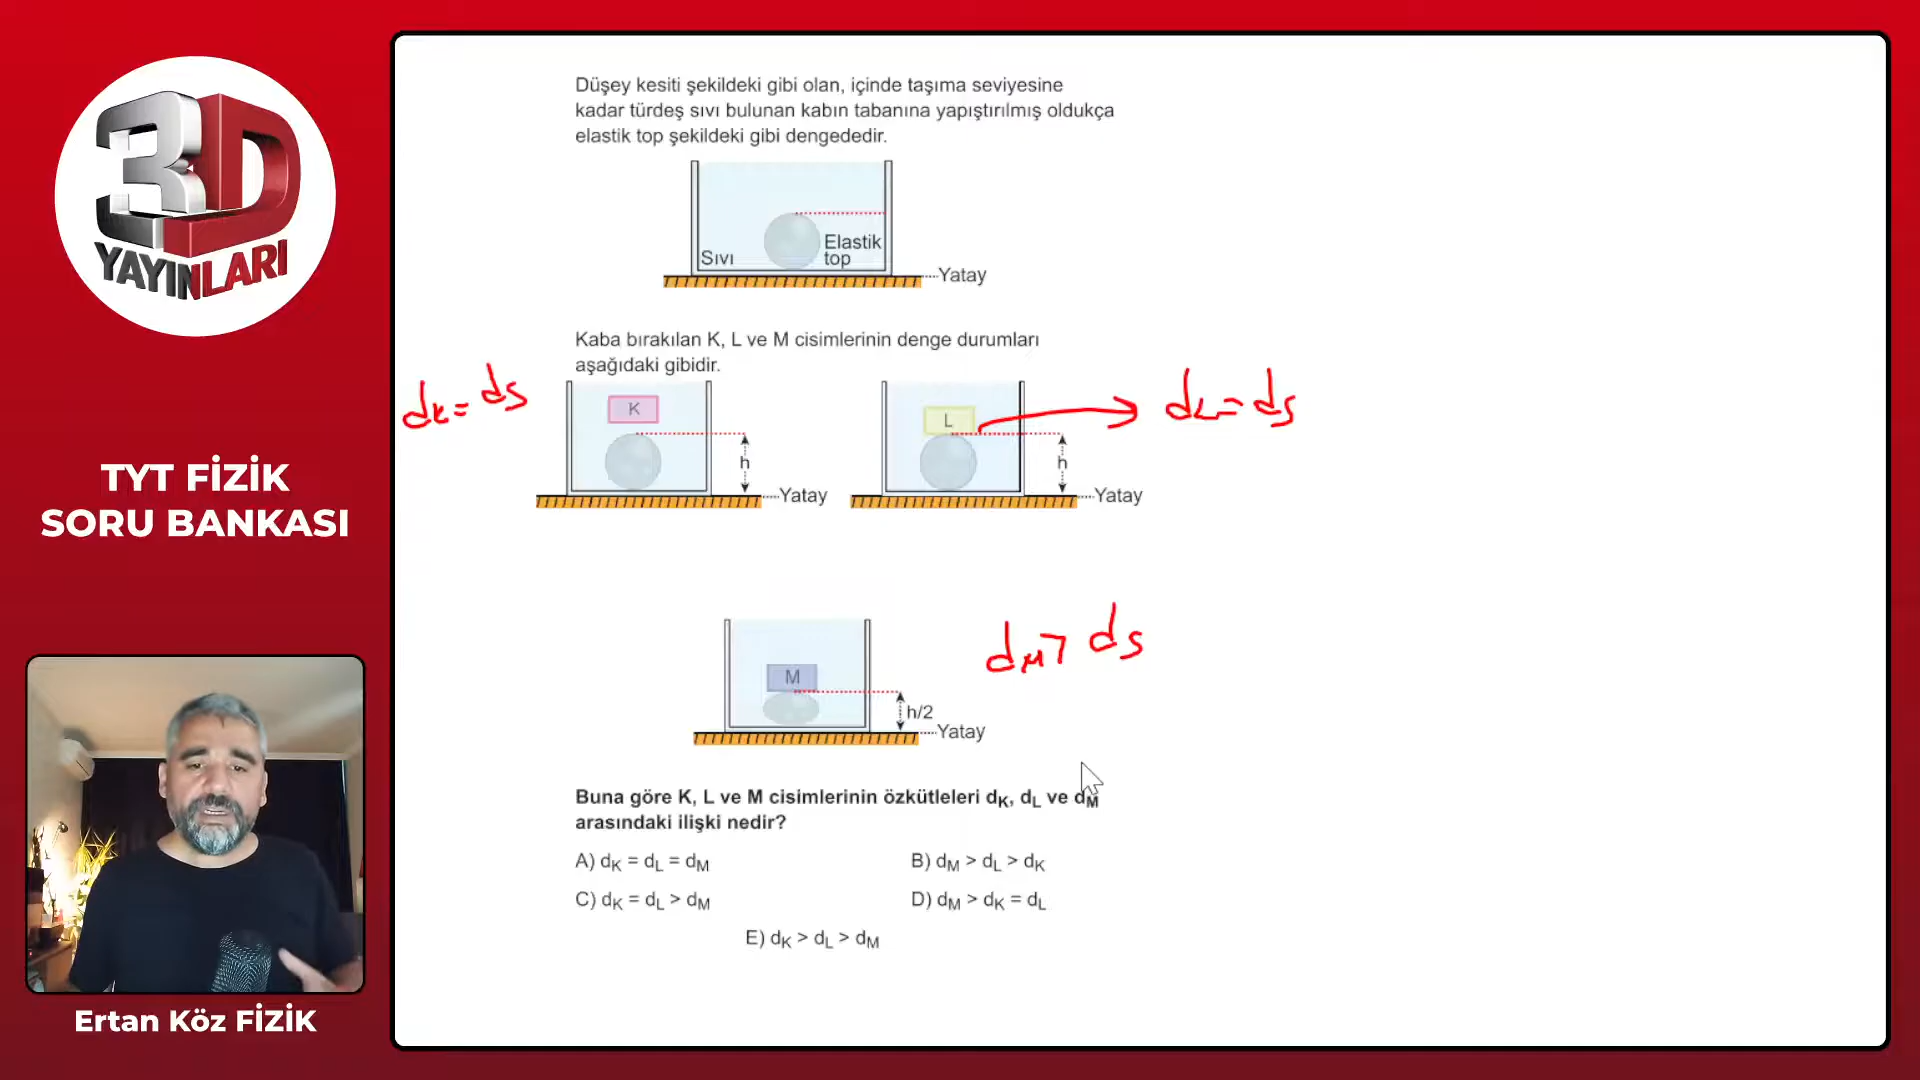 3D
YAYINLARI
TYT FİZİK
SORU BANKASI
Ertan Köz FİZİK
Düşey kesiti şekildeki gibi olan, içinde taşıma seviyesine
kadar türdeş sıvı bulunan kabın tabanına yapıştırılmış oldukça
elastik top şekildeki gibi dengededir.
Sıvı
Elastik
top
Yatay
Kaba bırakılan K, L ve M cisimlerinin denge durumları
aşağıdaki gibidir.
dK = dS
K
h
Yatay
L
h
Yatay
dL = dS
M
h/2
Yatay
dM > dS
Buna göre K, L ve M cisimlerinin özkütleleri dK, dL ve dM
arasındaki ilişki nedir?
A) dK = dL = dM
B) dM > dL > dK
C) dK = dL > dM
D) dM > dK = dL
E) dK > dL > dM